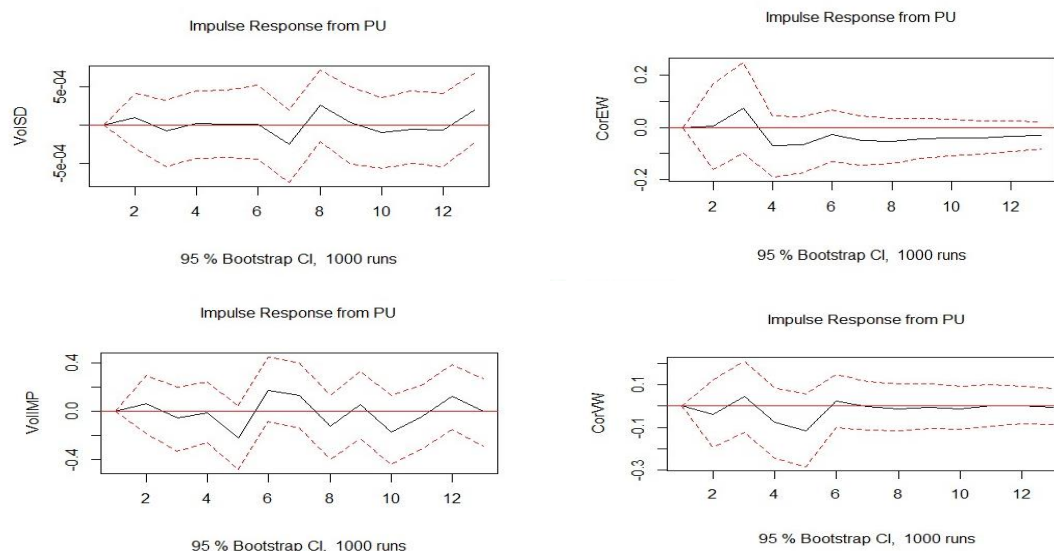 Impulse Response from PU
VolSD
5e-04
-5e-04
2 4 6 8 10 12
95 % Bootstrap CI, 1000 runs
Impulse Response from PU
CorEW
0.2
0.0
-0.2
2 4 6 8 10 12
95 % Bootstrap CI, 1000 runs
Impulse Response from PU
VolIMP
0.4
0.0
-0.4
2 4 6 8 10 12
95 % Bootstrap CI, 1000 runs
Impulse Response from PU
CorVW
0.1
-0.1
-0.3
2 4 6 8 10 12
95 % Bootstrap CI, 1000 runs